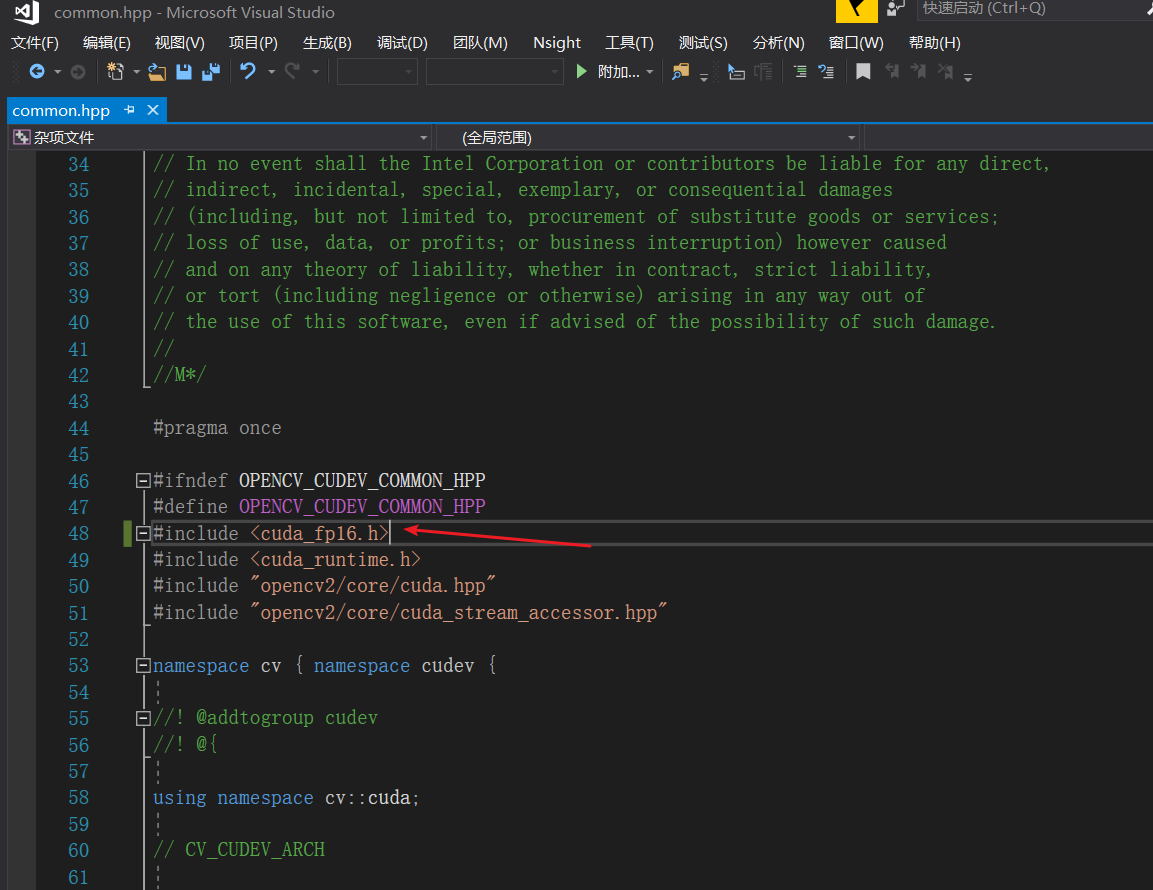 common.hpp - Microsoft Visual Studio
快速启动 (Ctrl+Q)
文件(F) 编辑(E) 视图(V) 项目(P) 生成(B) 调试(D) 团队(M) Nsight 工具(T) 测试(S) 分析(N) 窗口(W) 帮助(H)
附加...
common.hpp
杂项文件 (全局范围)
34 // In no event shall the Intel Corporation or contributors be liable for any direct,
35 // indirect, incidental, special, exemplary, or consequential damages
36 // (including, but not limited to, procurement of substitute goods or services;
37 // loss of use, data, or profits; or business interruption) however caused
38 // and on any theory of liability, whether in contract, strict liability,
39 // or tort (including negligence or otherwise) arising in any way out of
40 // the use of this software, even if advised of the possibility of such damage.
41 //
42 //M*/
43
44 #pragma once
45
46 #ifndef OPENCV_CUDEV_COMMON_HPP
47 #define OPENCV_CUDEV_COMMON_HPP
48 #include <cuda_fp16.h>
49 #include <cuda_runtime.h>
50 #include "opencv2/core/cuda.hpp"
51 #include "opencv2/core/cuda_stream_accessor.hpp"
52
53 namespace cv { namespace cudev {
54
55 //! @addtogroup cudev
56 //! @{
57
58 using namespace cv::cuda;
59
60 // CV_CUDEV_ARCH
61